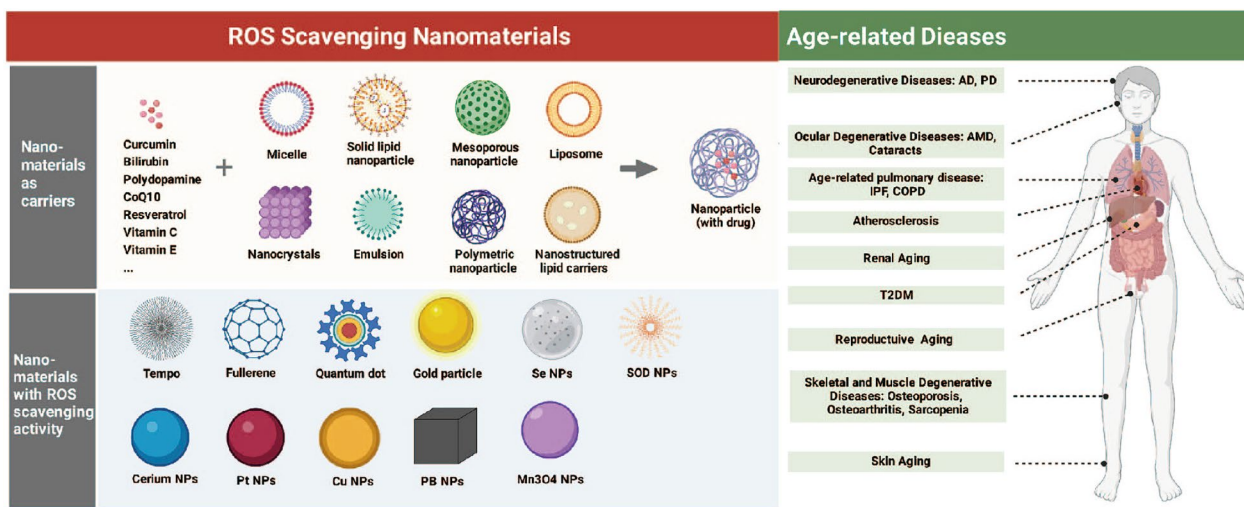 ROS Scavenging Nanomaterials
Age-related Dieases
Nano-
materials
as
carriers
Curcumin
Bilirubin
Polydopamine
CoQ10
Resveratrol
Vitamin C
Vitamin E
...
+
Micelle
Solid lipid
nanoparticle
Mesoporous
nanoparticle
Liposome
Nanocrystals
Emulsion
Polymetric
nanoparticle
Nanostructured
lipid carriers
Nanoparticle
(with drug)
Nano-
materials
with ROS
scavenging
activity
Tempo
Fullerene
Quantum dot
Gold particle
Se NPs
SOD NPs
Cerium NPs
Pt NPs
Cu NPs
PB NPs
Mn3O4 NPs
Neurodegenerative Diseases: AD, PD
Ocular Degenerative Diseases: AMD,
Cataracts
Age-related pulmonary disease:
IPF, COPD
Atherosclerosis
Renal Aging
T2DM
Reproductuive Aging
Skeletal and Muscle Degenerative
Diseases: Osteoporosis,
Osteoarthritis, Sarcopenia
Skin Aging